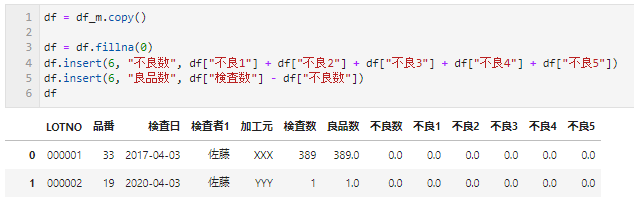 1 df = df_m.copy()
2
3 df = df.fillna(0)
4 df.insert(6, "不良数", df["不良1"] + df["不良2"] + df["不良3"] + df["不良4"] + df["不良5"])
5 df.insert(6, "良品数", df["検査数"] - df["不良数"])
6 df
LOTNO 品番 検査日 検査者1 加工元 検査数 良品数 不良数 不良1 不良2 不良3 不良4 不良5
0 000001 33 2017-04-03 佐藤 XXX 389 389.0 0.0 0.0 0.0 0.0 0.0 0.0
1 000002 19 2020-04-03 佐藤 YYY 1 1.0 0.0 0.0 0.0 0.0 0.0 0.0